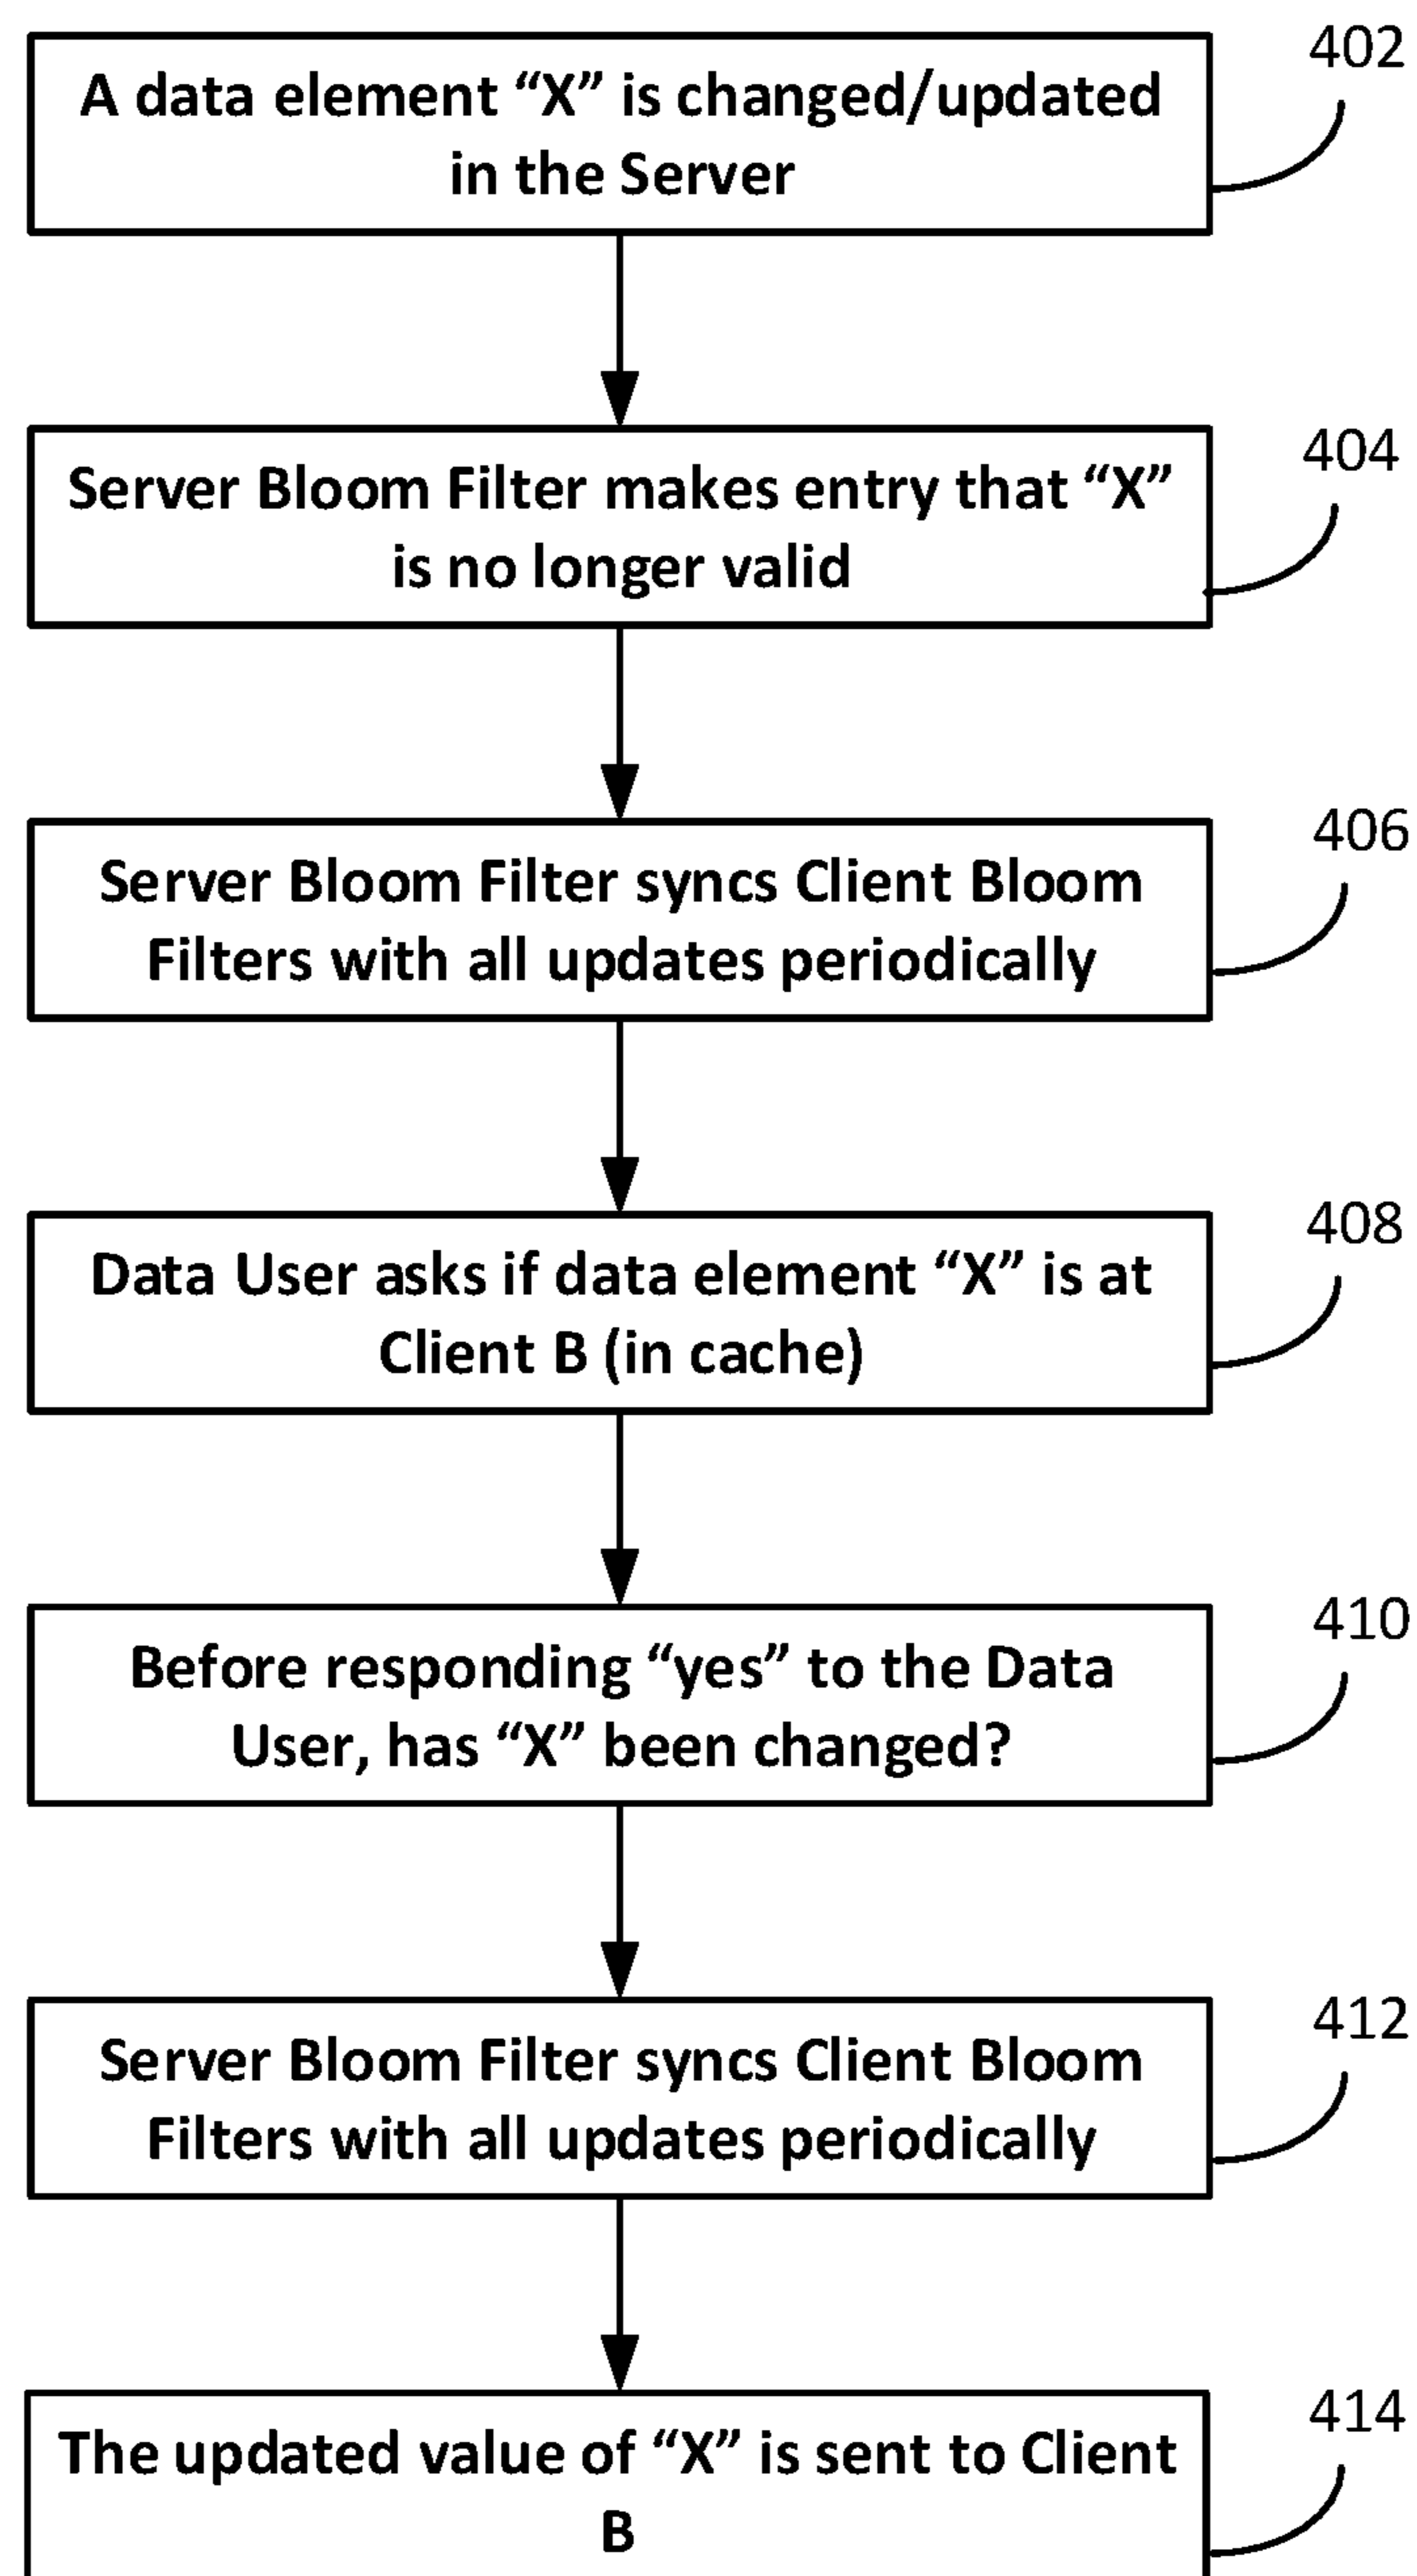 402
A data element “X” is changed/updated
in the Server
404
Server Bloom Filter makes entry that “X”
is no longer valid
406
Server Bloom Filter syncs Client Bloom
Filters with all updates periodically
408
Data User asks if data element “X” is at
Client B (in cache)
410
Before responding “yes” to the Data
User, has “X” been changed?
412
Server Bloom Filter syncs Client Bloom
Filters with all updates periodically
414
The updated value of “X” is sent to Client
B